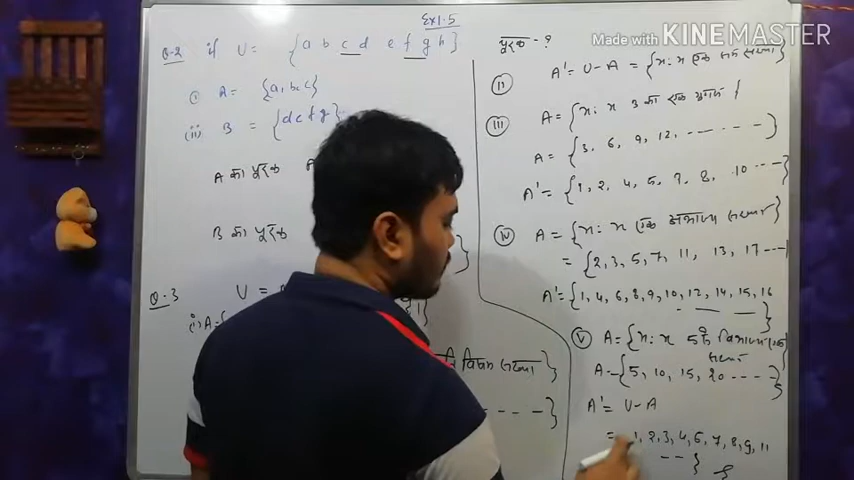 Ex 1.5
Q-2 if U = {a b c d e f g h}
(i) A = {a, b, c}
(ii) B = {d e f g}
A का पूरक
B का पूरक
Q.3 U =
(i) A = {
पूरक - ?
Made with KINEMASTER
(ii) A' = U-A = {x: x एक
(iii) A = {x: x 3 का एक गुणज }
A = {3, 6, 9, 12, - - - - -}
A' = {1, 2, 4, 5, 7, 8, 10 - - -}
(iv) A = {x: x एक अभाज्य संख्या}
= {2, 3, 5, 7, 11, 13, 17 - - -}
A' = {1, 4, 6, 8, 9, 10, 12, 14, 15, 16
- - - }
(v) A = {x: x 5 से विभाज्य एक
संख्या }
A = {5, 10, 15, 20 - - - - }
A' = U-A
= 1, 2, 3, 4, 6, 7, 8, 9, 11
- - }